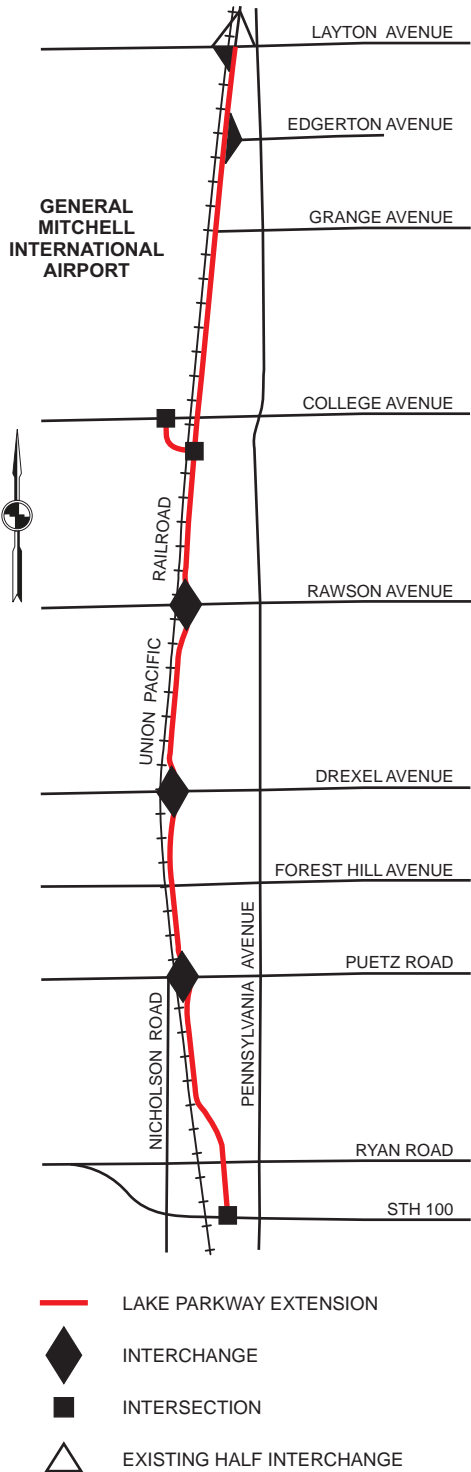 LAYTON AVENUE
EDGERTON AVENUE
GENERAL
MITCHELL
INTERNATIONAL
AIRPORT
GRANGE AVENUE
COLLEGE AVENUE
RAILROAD
RAWSON AVENUE
UNION PACIFIC
DREXEL AVENUE
FOREST HILL AVENUE
PENNSYLVANIA AVENUE
PUETZ ROAD
NICHOLSON ROAD
RYAN ROAD
STH 100
LAKE PARKWAY EXTENSION
INTERCHANGE
INTERSECTION
EXISTING HALF INTERCHANGE